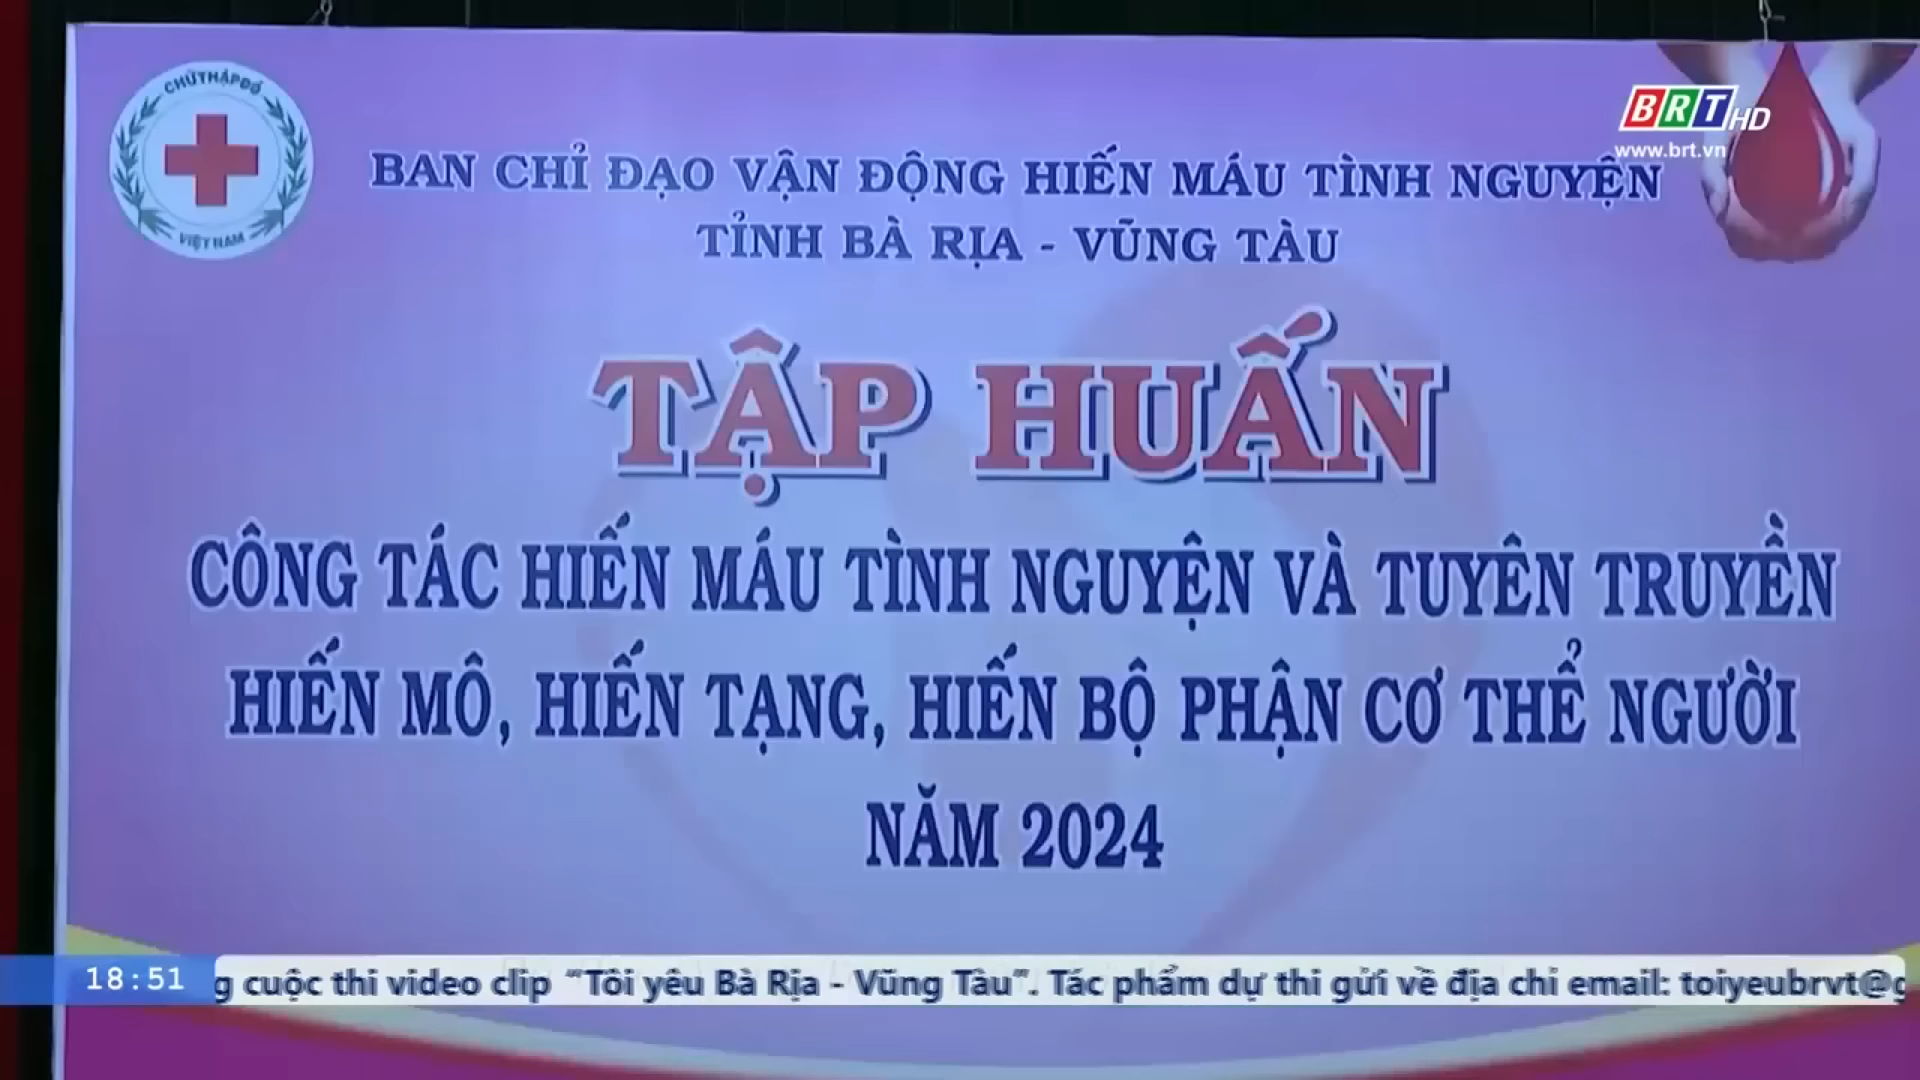 CHỮ THẬP ĐỎ
VIỆT NAM
BRT HD
www.brt.vn
BAN CHỈ ĐẠO VẬN ĐỘNG HIẾN MÁU TÌNH NGUYỆN
TỈNH BÀ RỊA - VŨNG TÀU
TẬP HUẤN
CÔNG TÁC HIẾN MÁU TÌNH NGUYỆN VÀ TUYÊN TRUYỀN
HIẾN MÔ, HIẾN TẠNG, HIẾN BỘ PHẬN CƠ THỂ NGƯỜI
NĂM 2024
18:51 g cuộc thi video clip “Tôi yêu Bà Rịa - Vũng Tàu”. Tác phẩm dự thi gửi về địa chỉ email: toiyeubrvt@g